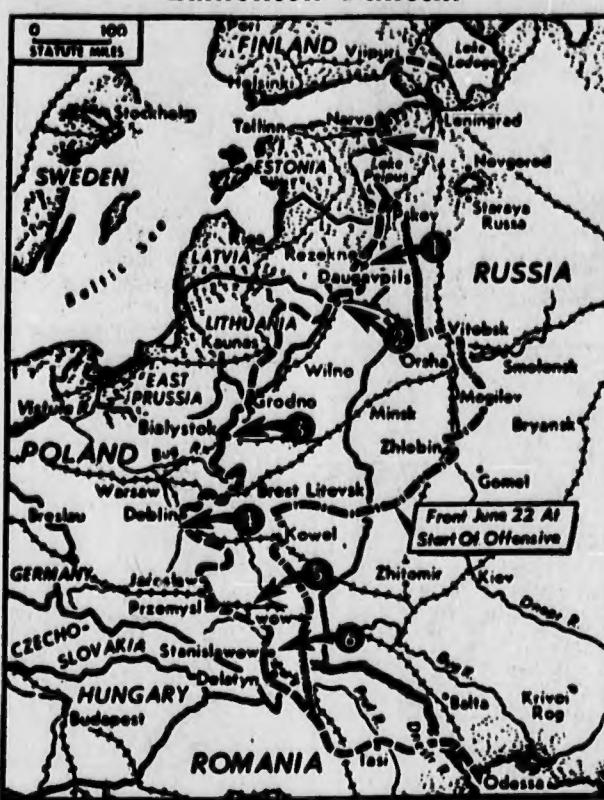 0 100
STATUTE MILES
FINLAND
Viipuri
Lake
Ladoga
Helsinki
Stockholm
Tallinn
Narva
Leningrad
SWEDEN
ESTONIA
Lake
Peipus
Novgorod
Pskov
Staraya
Russa
Baltic Sea
Riga
LATVIA
Rezekne
1
Daugavpils
RUSSIA
LITHUANIA
Kaunas
2
Vitebsk
Orsha
Smolensk
EAST
PRUSSIA
Wilno
Vistula R.
Grodno
Minsk
Mogilev
Bialystok
3
Bryansk
POLAND
Bug R.
Zhlobin
Warsaw
Brest Litovsk
Gomel
Breslau
Deblin
4
Kowel
Front June 22 At
Start Of Offensive
GERMANY
Jaroslaw
5
Zhitomir
Kiev
Przemysl
Lwow
Dnepr R.
CZECHO-
SLOVAKIA
Stanislawow
6
Bug R.
Delatyn
HUNGARY
Budapest
Balta
Krivoi
Rog
Iasi
ROMANIA
Odessa